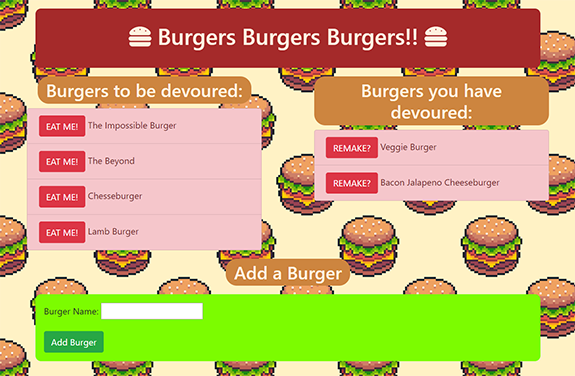 Burgers Burgers Burgers!!
Burgers to be devoured:
EAT ME! The Impossible Burger
EAT ME! The Beyond
EAT ME! Chesseburger
EAT ME! Lamb Burger
Burgers you have
devoured:
REMAKE? Veggie Burger
REMAKE? Bacon Jalapeno Cheeseburger
Add a Burger
Burger Name:
Add Burger